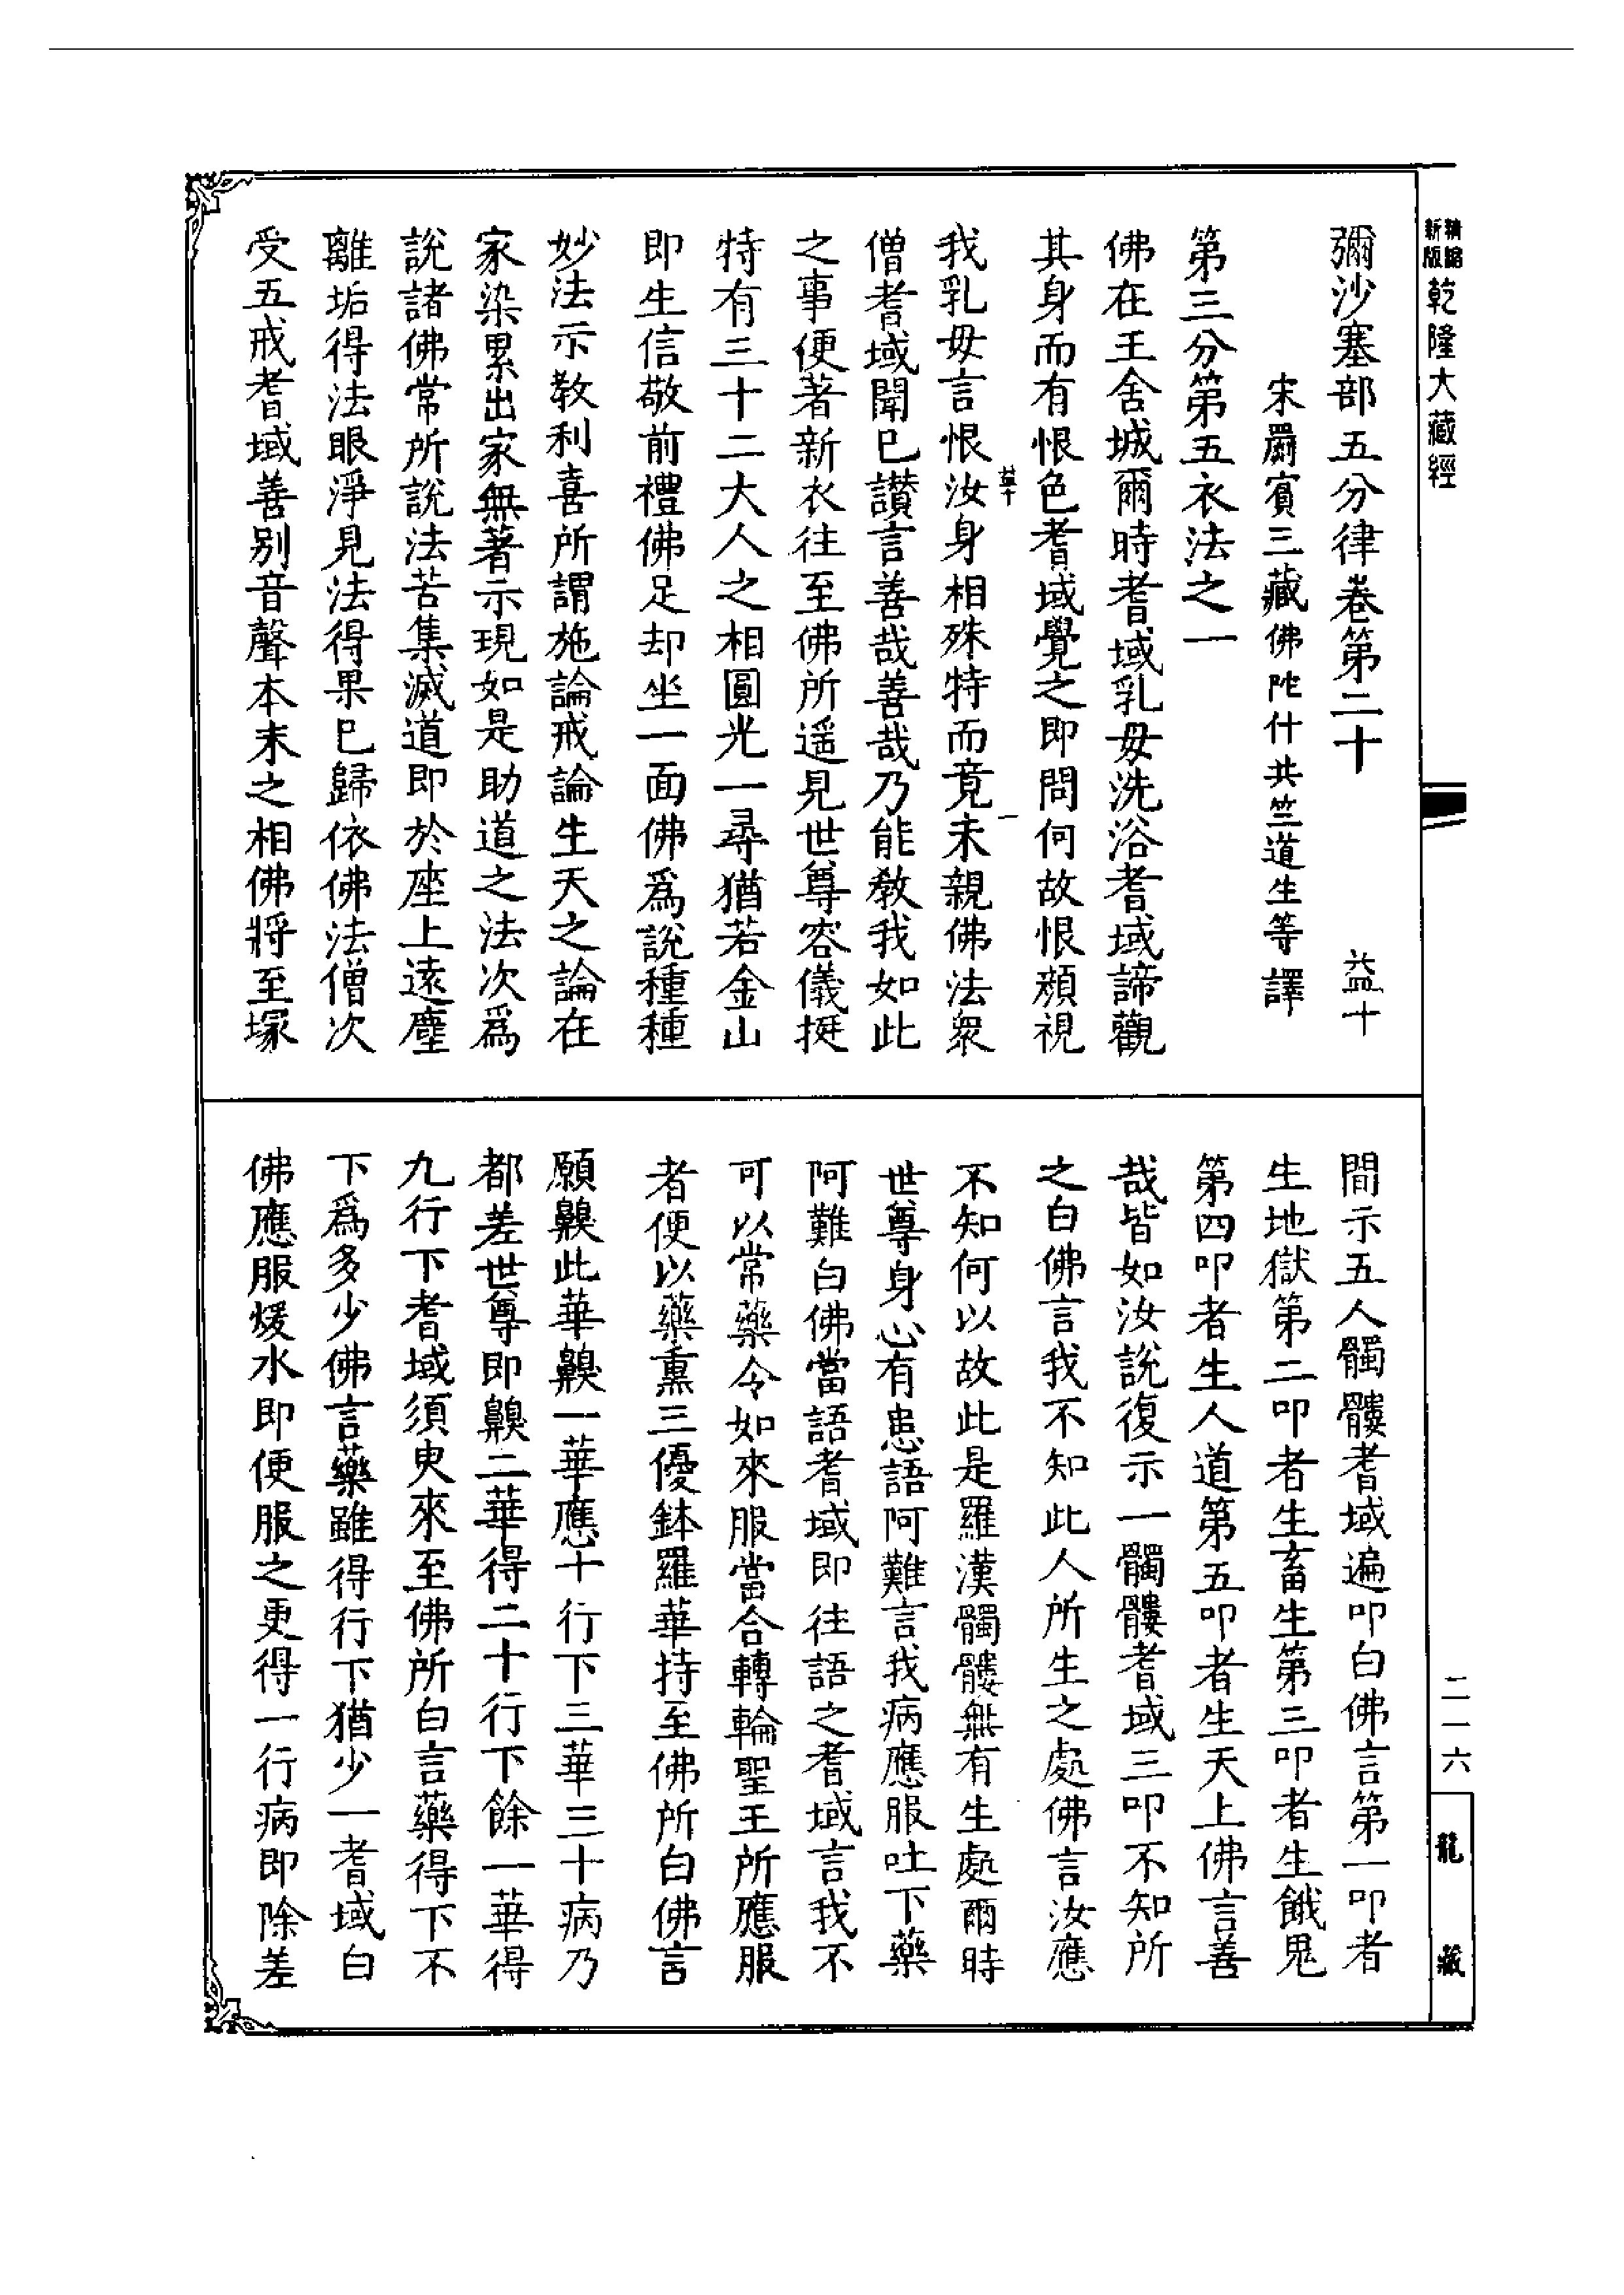 新版精縮乾隆大藏經
彌沙塞部五分律卷第二十 益十
宋罽賓三藏佛陀什共竺道生等譯
第三分第五衣法之一
佛在王舍城爾時耆域乳母洗浴耆域諦觀
其身而有恨色耆域覺之即問何故恨顏視
我乳母言恨汝身相殊特而竟未親佛法衆
益十 一
僧耆域聞已讚言善哉善哉乃能教我如此
之事便著新衣往至佛所遥見世尊容儀挺
特有三十二大人之相圓光一尋猶若金山
即生信敬前禮佛足却坐一面佛爲說種種
妙法示教利喜所謂施論戒論生天之論在
家染累出家無著示現如是助道之法次爲
說諸佛常所說法苦集滅道即於座上遠塵
離垢得法眼淨見法得果已歸依佛法僧次
受五戒耆域善别音聲本末之相佛將至塚
間示五人髑髏耆域遍叩白佛言第一叩者
生地獄第二叩者生畜生第三叩者生餓鬼
第四叩者生人道第五叩者生天上佛言善
哉皆如汝說復示一髑髏耆域三叩不知所
之白佛言我不知此人所生之處佛言汝應
不知何以故此是羅漢髑髏無有生處爾時
世尊身心有患語阿難言我病應服吐下藥
阿難白佛當語耆域即往語之耆域言我不
可以常藥令如來服當合轉輪聖王所應服
者便以藥熏三優鉢羅華持至佛所白佛言
願齅此華齅一華應十行下三華三十病乃
都差世尊即齅二華得二十行下餘一華得
九行下耆域須臾來至佛所白言藥得下不
下爲多少佛言藥雖得行下猶少一耆域白
佛應服煖水即便服之更得一行病即除差
二一六
龍藏